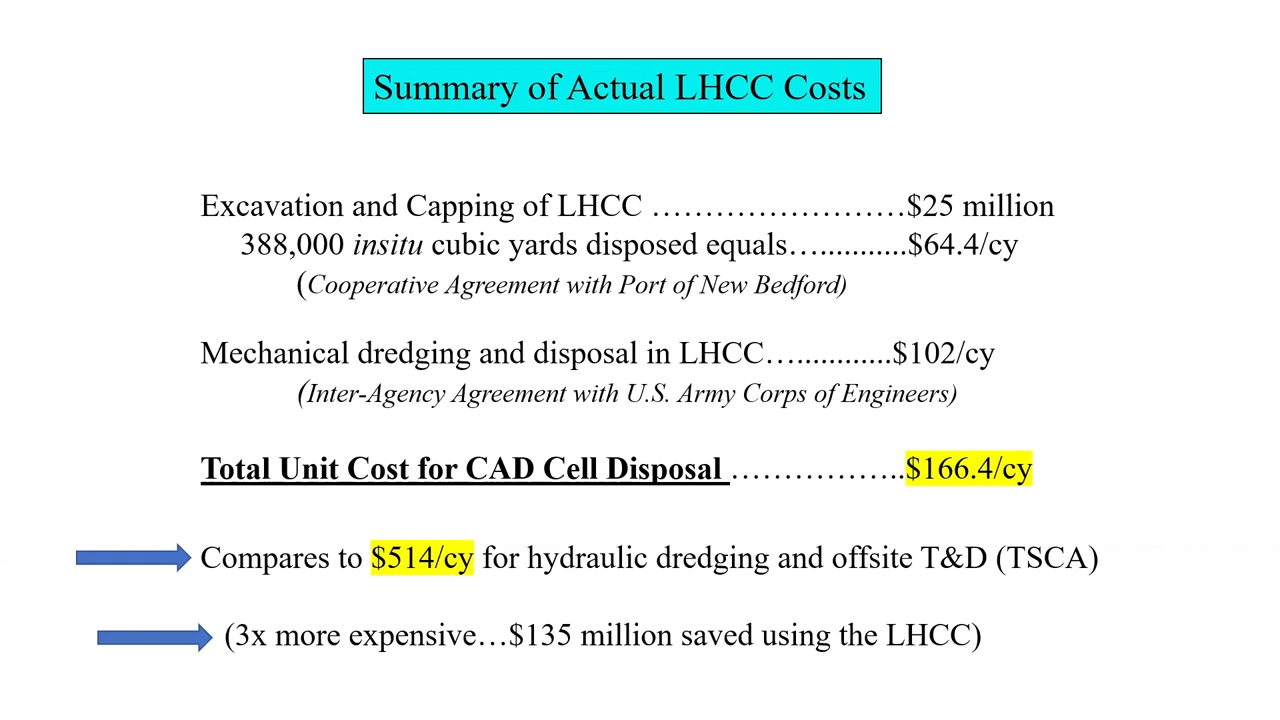 Summary of Actual LHCC Costs
Excavation and Capping of LHCC ……………………$25 million
388,000 insitu cubic yards disposed equals…...........$64.4/cy
(Cooperative Agreement with Port of New Bedford)
Mechanical dredging and disposal in LHCC…............$102/cy
(Inter-Agency Agreement with U.S. Army Corps of Engineers)
Total Unit Cost for CAD Cell Disposal ……………..$166.4/cy
Compares to $514/cy for hydraulic dredging and offsite T&D (TSCA)
(3x more expensive…$135 million saved using the LHCC)